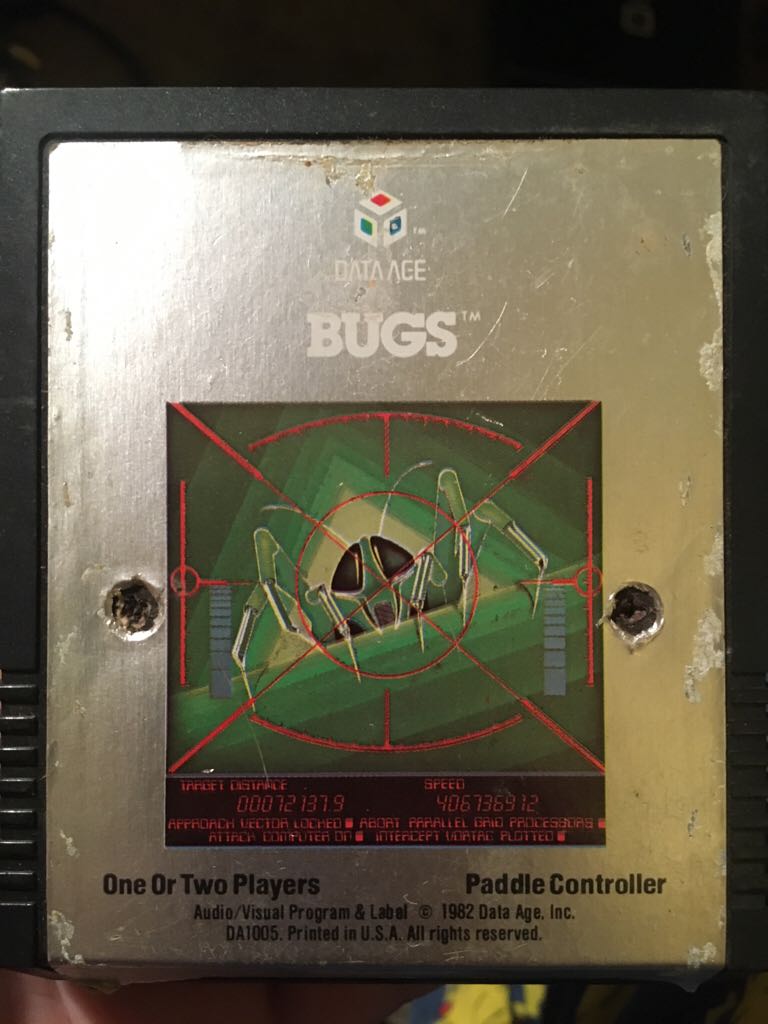 TM
DATA AGE
BUGS™
TARGET DISTANCE SPEED
00072137.9 406736912
APPROACH VECTOR LOCKED ABORT PARALLEL GRID PROCESSORS
ATTACK COMPUTER ON INTERCEPT VORTAC PLOTTED
One Or Two Players Paddle Controller
Audio/Visual Program & Label © 1982 Data Age, Inc.
DA1005. Printed in U.S.A. All rights reserved.